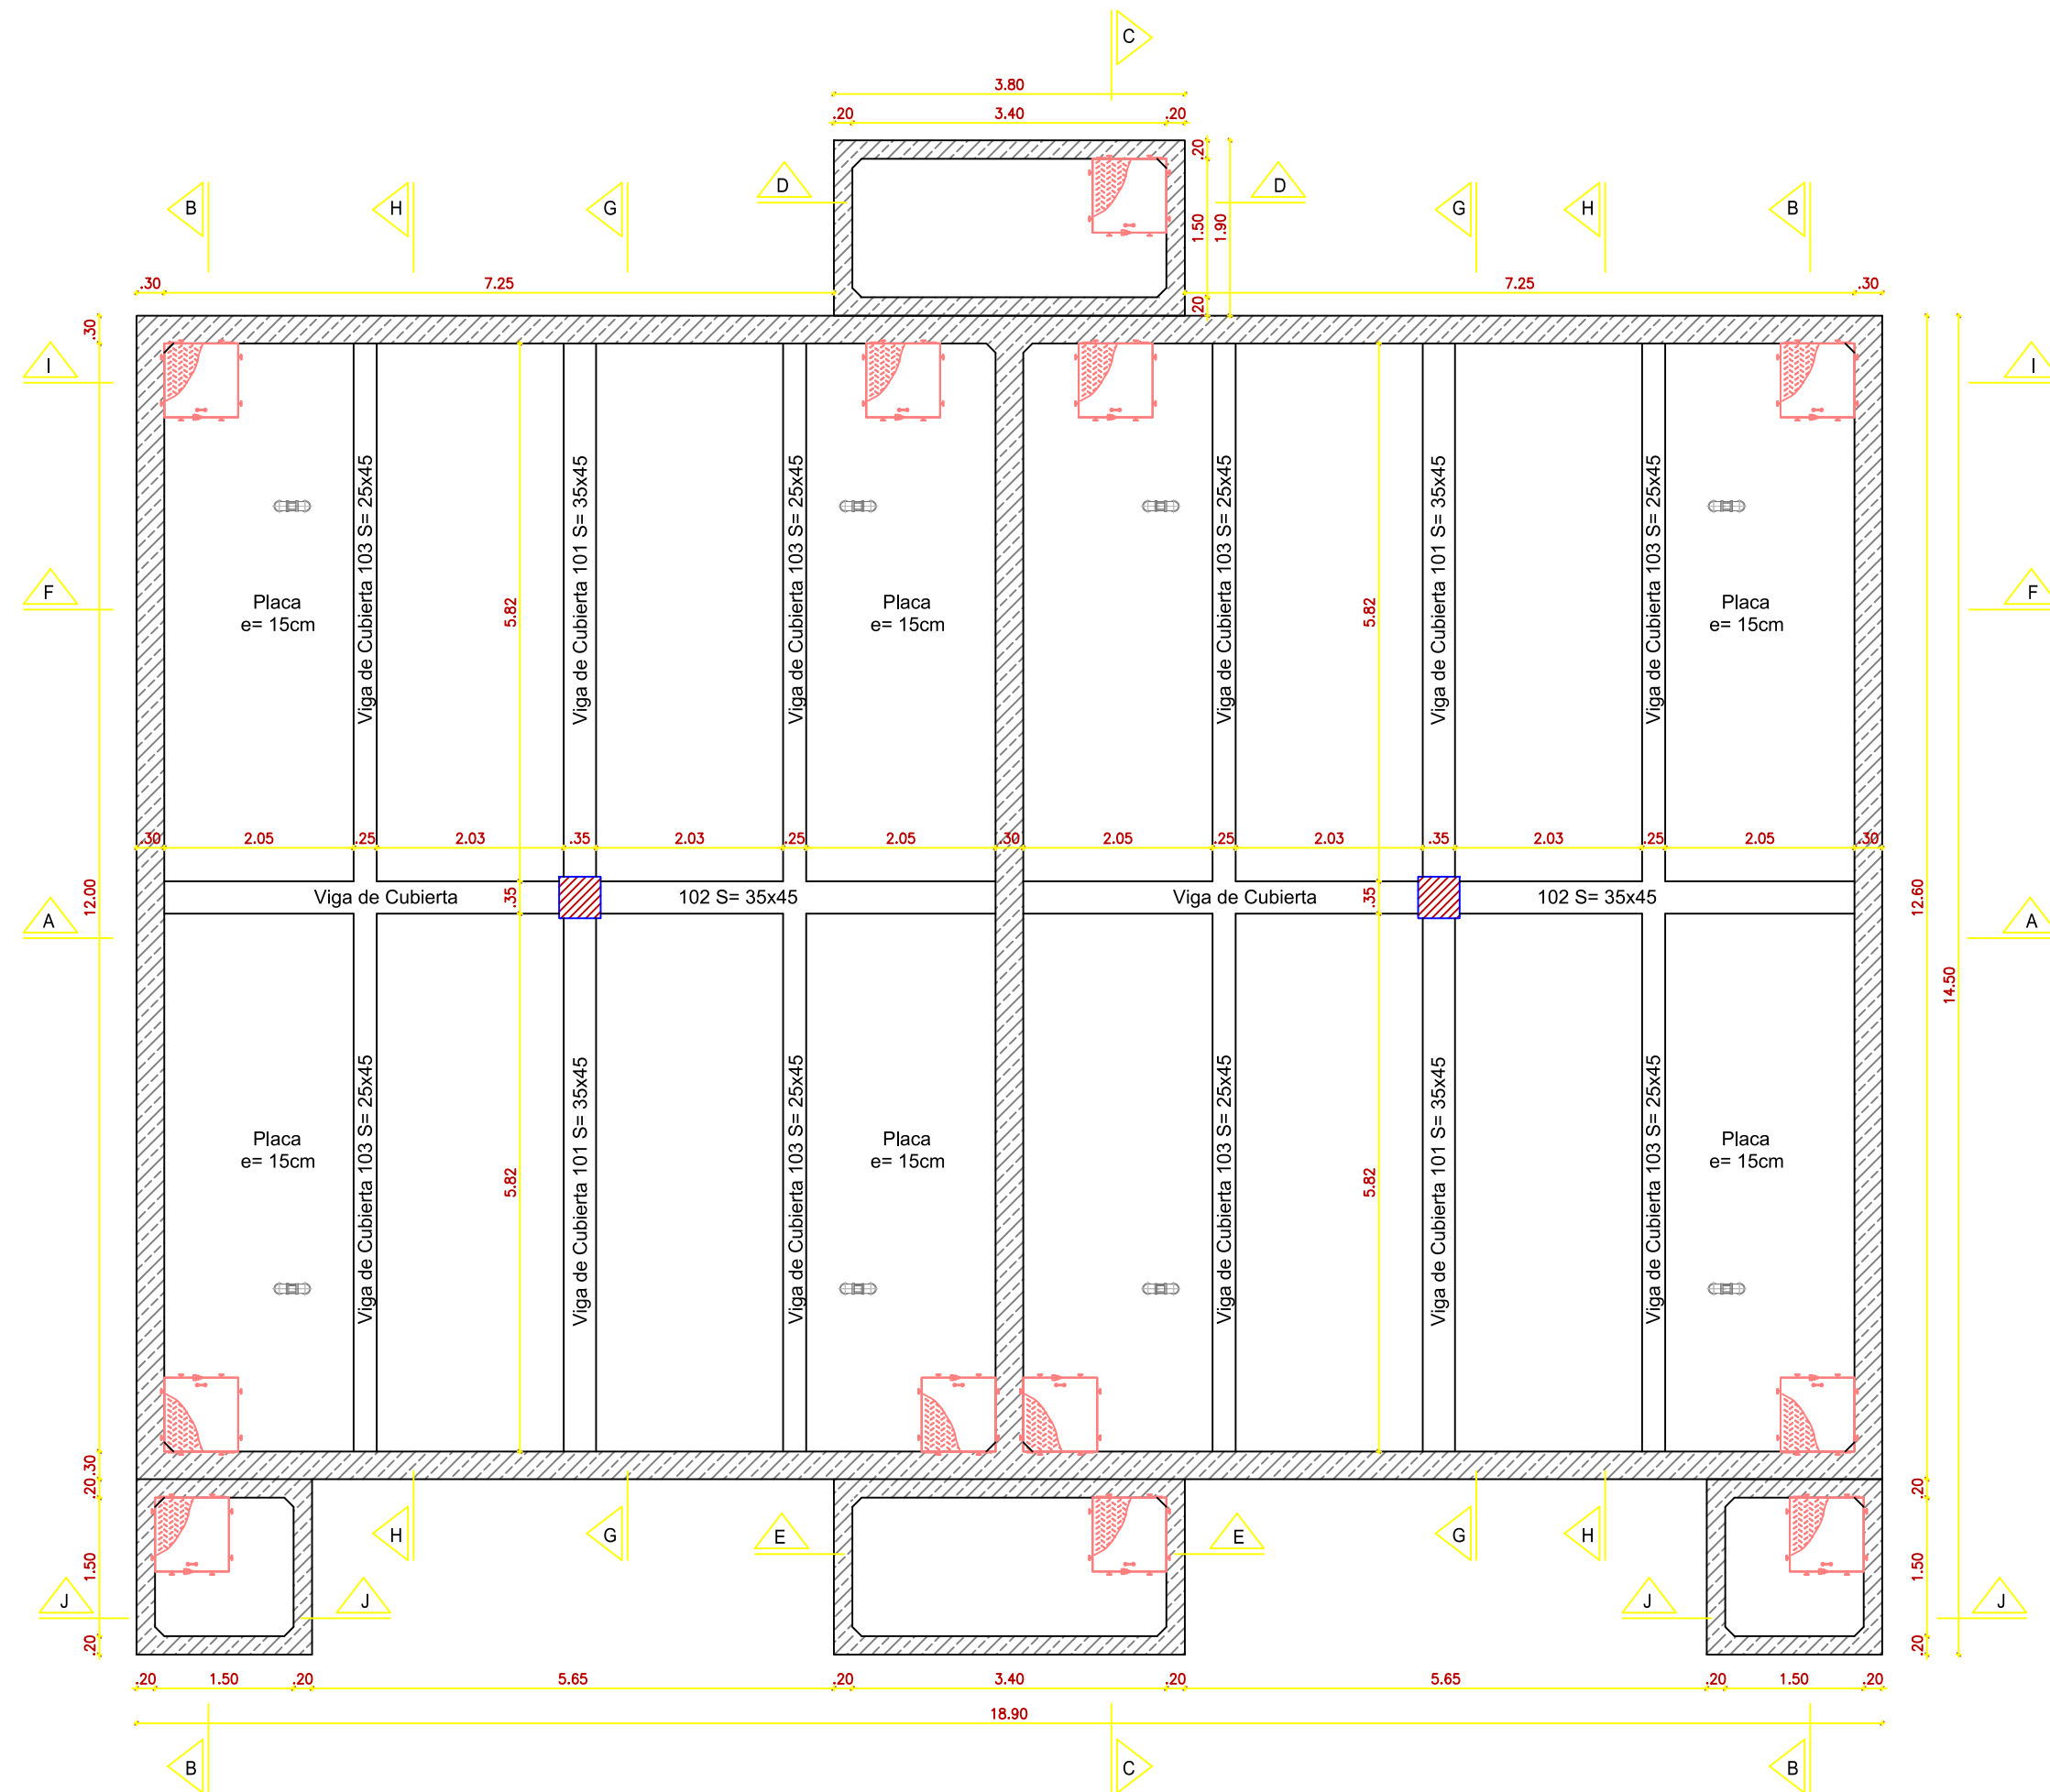 C
3.80
.20 3.40 .20
.20
1.50
1.90
.20
D D
B H G G H B
.30 7.25 7.25 .30
.30
I I
Viga de Cubierta 103 S= 25x45
Viga de Cubierta 101 S= 35x45
Viga de Cubierta 103 S= 25x45
Viga de Cubierta 103 S= 25x45
Viga de Cubierta 101 S= 35x45
Viga de Cubierta 103 S= 25x45
F F
Placa
e= 15cm
5.82
Placa
e= 15cm
5.82
Placa
e= 15cm
.30 2.05 .25 2.03 .35 2.03 .25 2.05 .30 2.05 .25 2.03 .35 2.03 .25 2.05 .30
12.00
Viga de Cubierta .35 102 S= 35x45
Viga de Cubierta .35 102 S= 35x45
12.60
A A
14.50
Viga de Cubierta 103 S= 25x45
Viga de Cubierta 101 S= 35x45
Viga de Cubierta 103 S= 25x45
Viga de Cubierta 103 S= 25x45
Viga de Cubierta 101 S= 35x45
Viga de Cubierta 103 S= 25x45
Placa
e= 15cm
5.82
Placa
e= 15cm
5.82
Placa
e= 15cm
.30
.20
1.50
.20
.20
1.50
.20
H G E E G H
J J J J
.20 1.50 .20 5.65 .20 3.40 .20 5.65 .20 1.50 .20
18.90
B C B